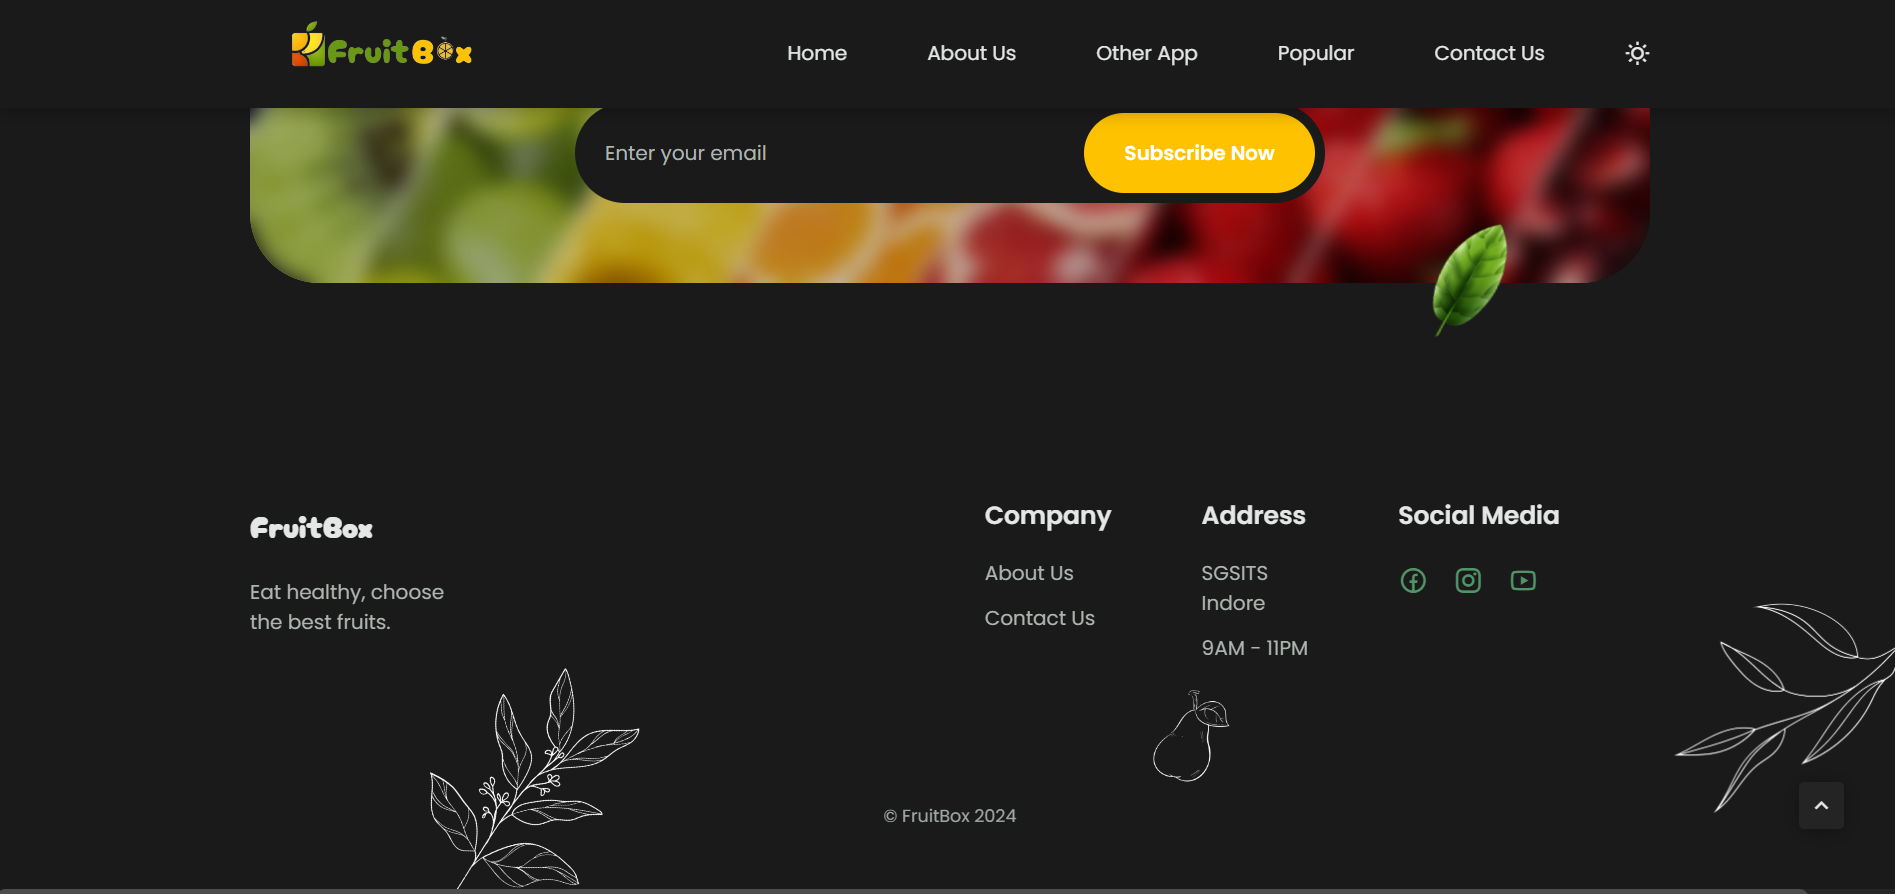 FruitBox
Home
About Us
Other App
Popular
Contact Us
Enter your email
Subscribe Now
FruitBox
Eat healthy, choose
the best fruits.
Company
About Us
Contact Us
Address
SGSITS
Indore
9AM - 11PM
Social Media
© FruitBox 2024